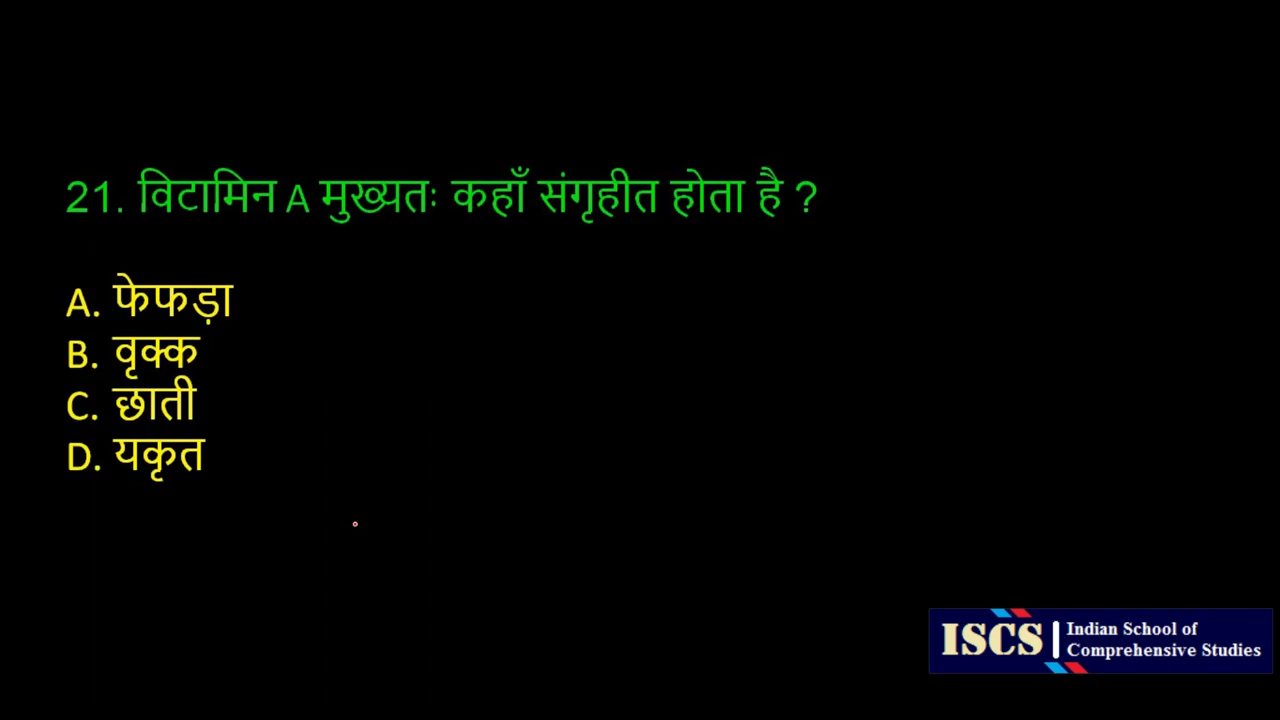 21. विटामिन A मुख्यतः कहाँ संगृहीत होता है ?
A. फेफड़ा
B. वृक्क
C. छाती
D. यकृत
ISCS
Indian School of
Comprehensive Studies